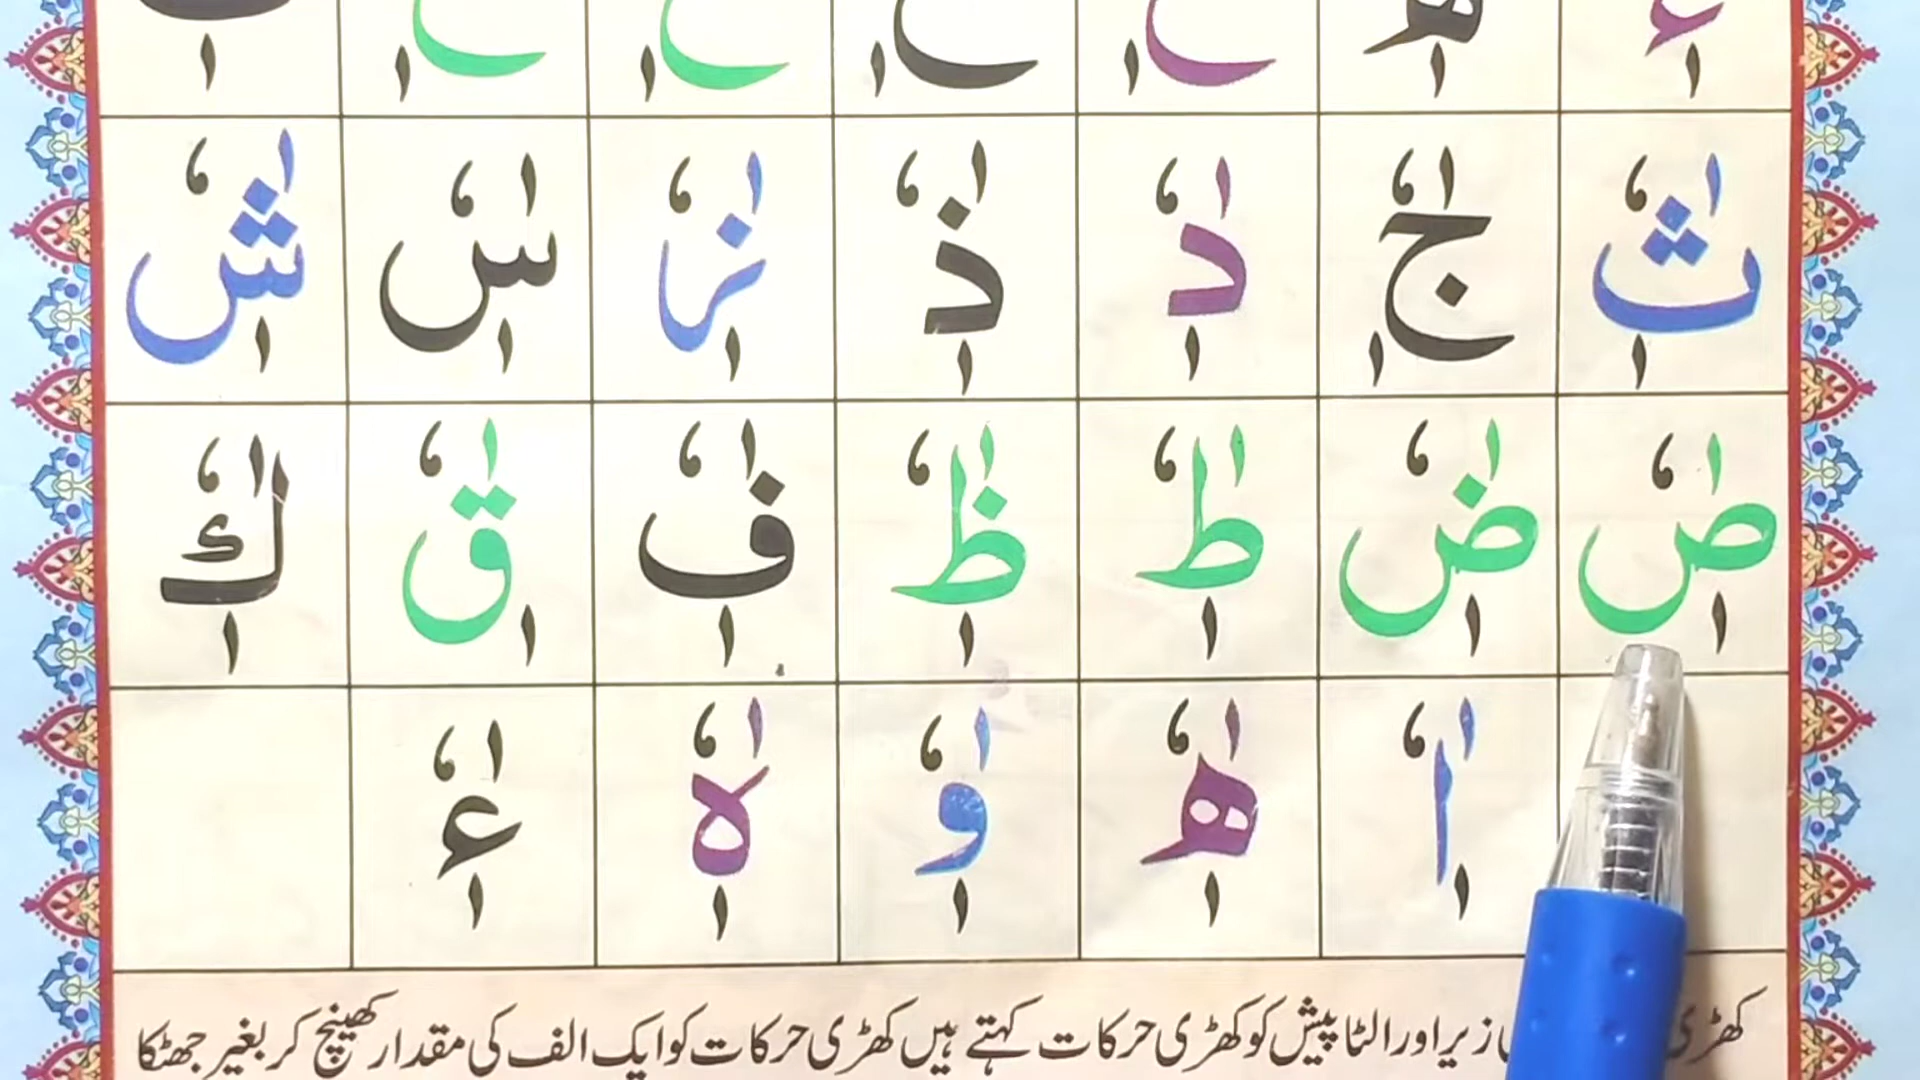 ثٰٖٗ جٰٖٗ دٰٖٗ ذٰٖٗ زٰٖٗ سٰٖٗ شٰٖٗ
صٰٖٗ ضٰٖٗ طٰٖٗ ظٰٖٗ فٰٖٗ قٰٖٗ كٰٖٗ
اٰٖٗ ھٰٖٗ وٰٖٗ هٰٖٗ ءٰٖٗ
کھڑی زیر اور الٹا پیش کو کھڑی حرکات کہتے ہیں کھڑی حرکات کو ایک الف کی مقدار کھینچ کر بغیر جھٹکا